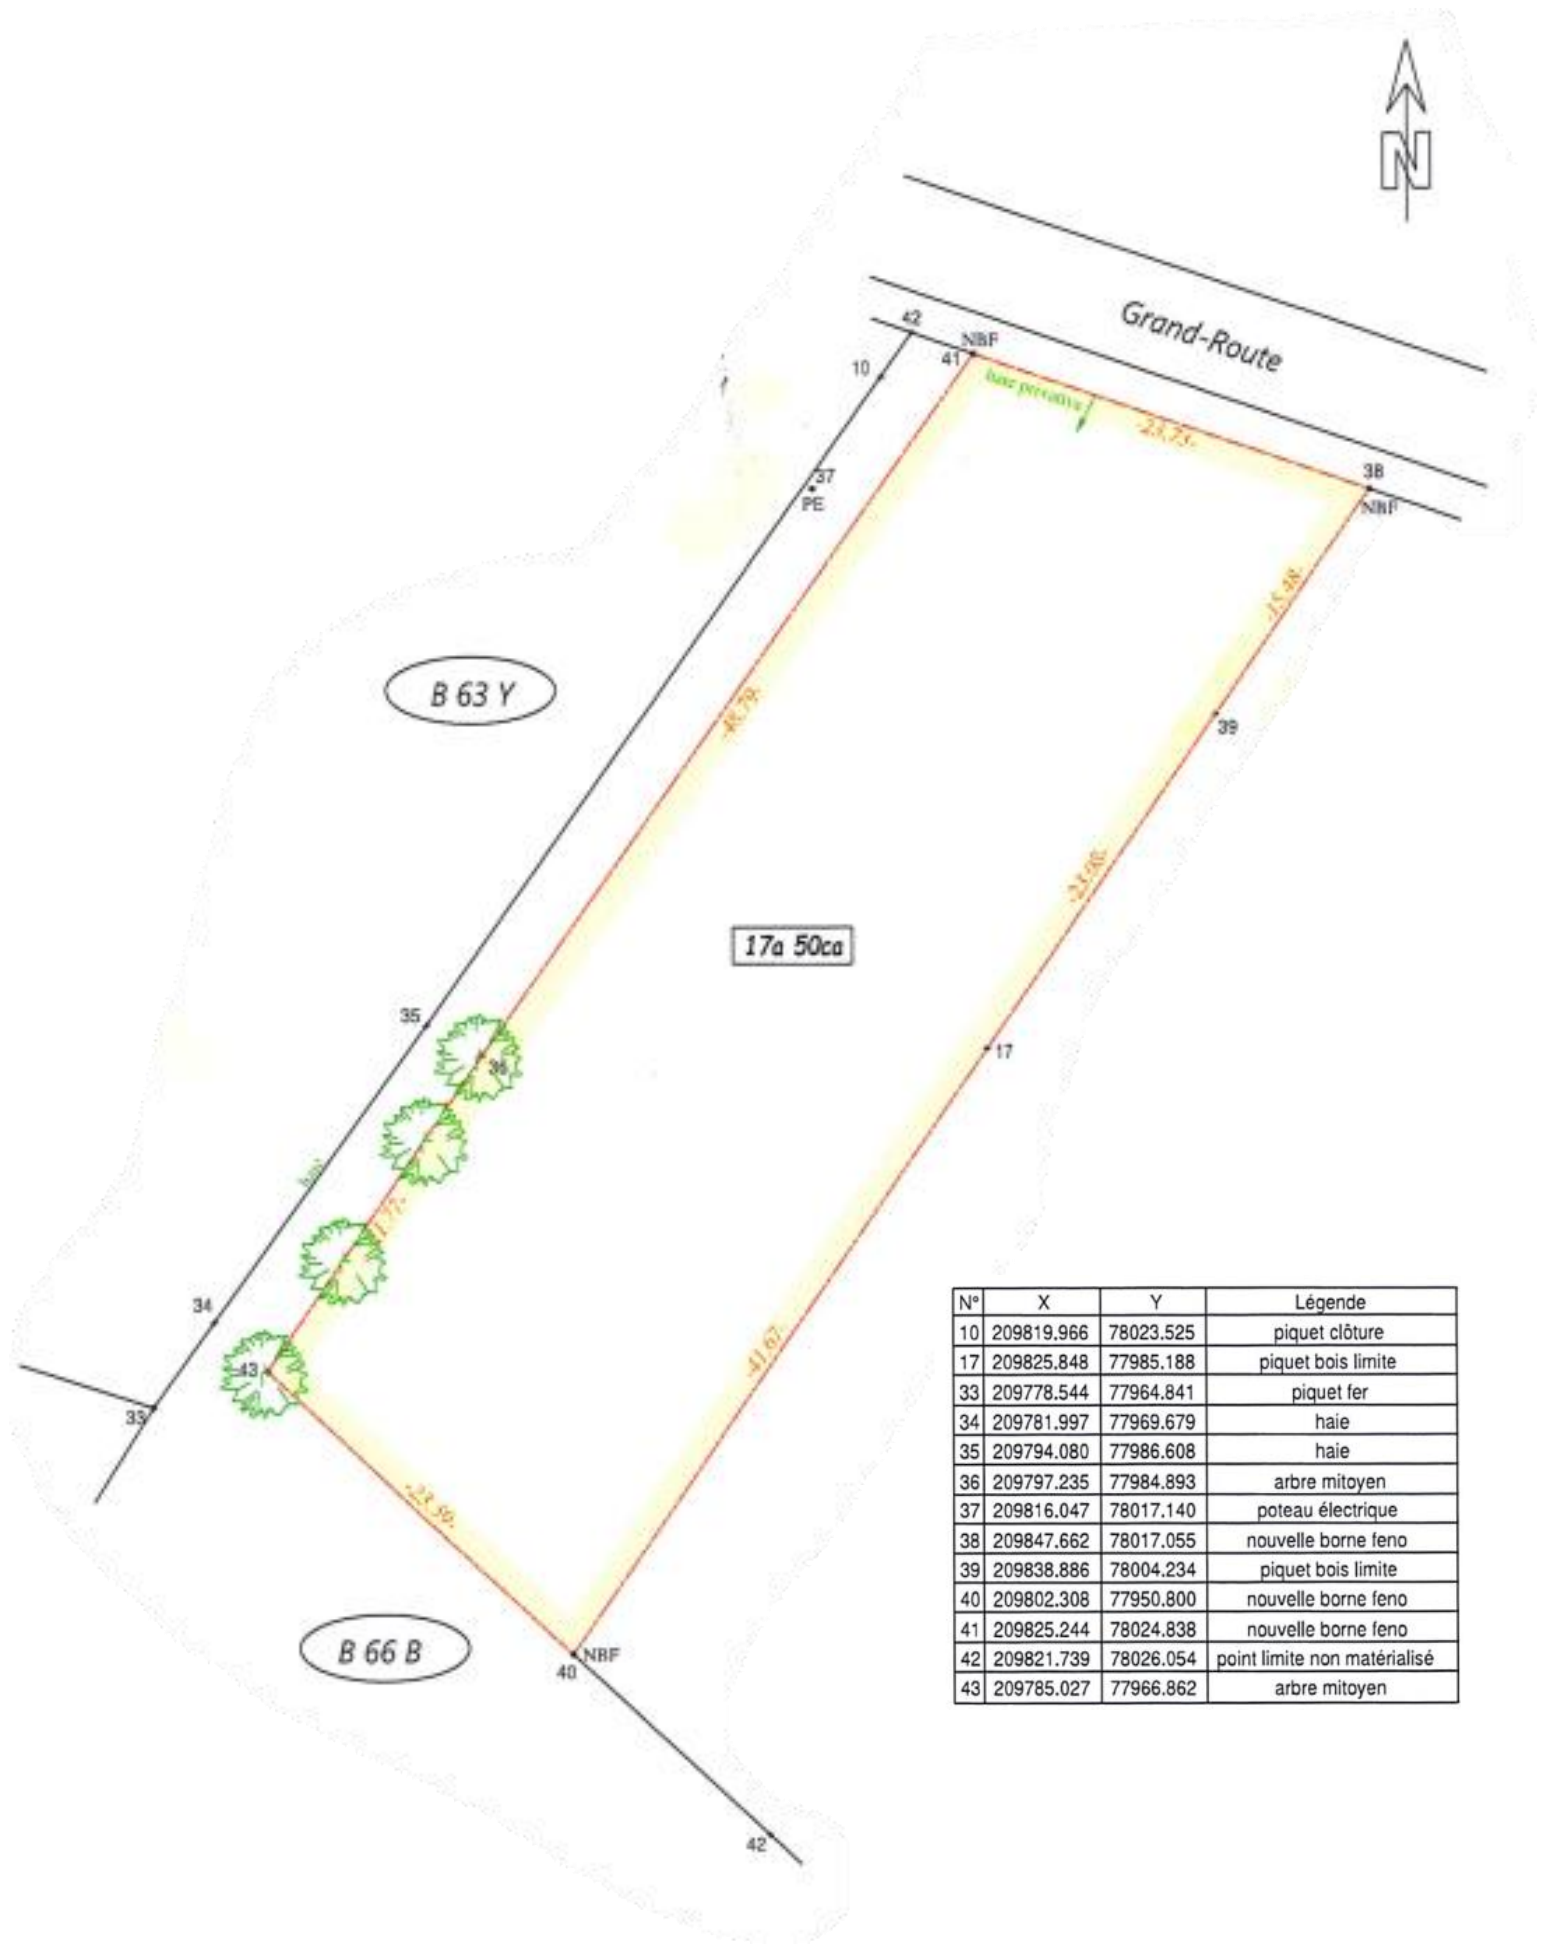 N
Grand-Route
42
NBF
41
10
haie privative
-23.73-
37
PE
38
NBF
-15.48-
B 63 Y
-48.79-
39
-23.08-
17a 50ca
35
36
17
34
43
33
-41.67-
-23.59-
B 66 B
NBF
40
42
N° X Y Légende
10 209819.966 78023.525 piquet clôture
17 209825.848 77985.188 piquet bois limite
33 209778.544 77964.841 piquet fer
34 209781.997 77969.679 haie
35 209794.080 77986.608 haie
36 209797.235 77984.893 arbre mitoyen
37 209816.047 78017.140 poteau électrique
38 209847.662 78017.055 nouvelle borne feno
39 209838.886 78004.234 piquet bois limite
40 209802.308 77950.800 nouvelle borne feno
41 209825.244 78024.838 nouvelle borne feno
42 209821.739 78026.054 point limite non matérialisé
43 209785.027 77966.862 arbre mitoyen